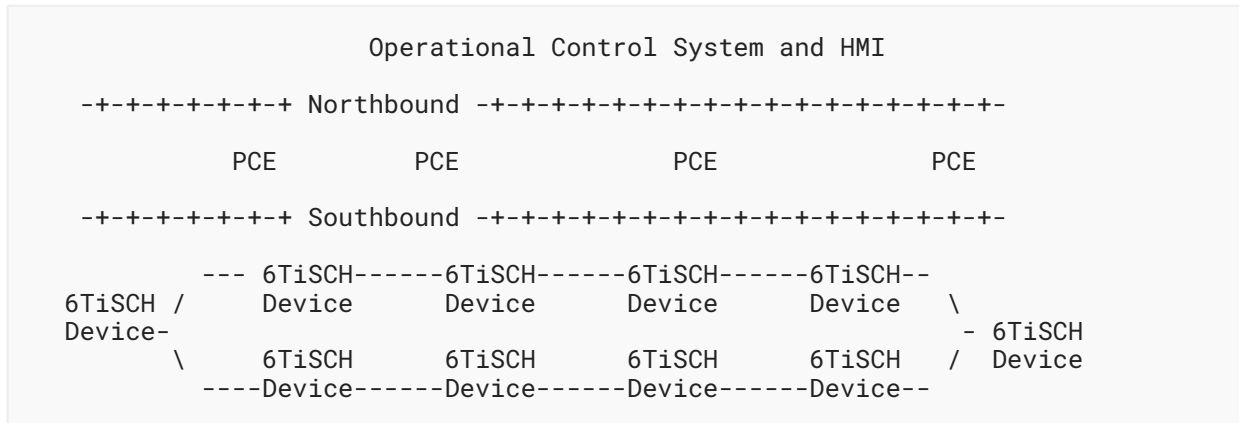 Operational Control System and HMI
-+-+-+-+-+-+-+ Northbound -+-+-+-+-+-+-+-+-+-+-+-+-+-+-+-+-+-
PCE         PCE              PCE              PCE
-+-+-+-+-+-+-+ Southbound -+-+-+-+-+-+-+-+-+-+-+-+-+-+-+-+-+-
--- 6TiSCH------6TiSCH------6TiSCH------6TiSCH--
6TiSCH /     Device      Device      Device      Device   \
Device-                                                    - 6TiSCH
\     6TiSCH      6TiSCH      6TiSCH      6TiSCH   /  Device
----Device------Device------Device------Device--